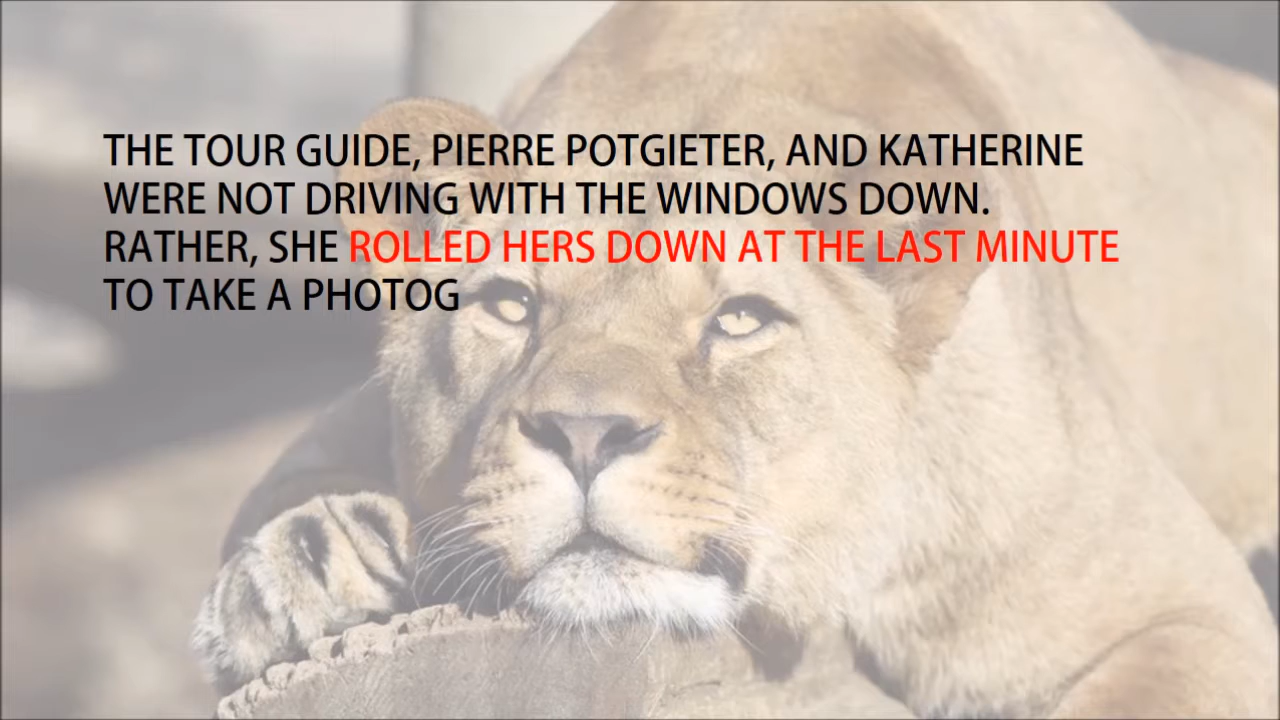 THE TOUR GUIDE, PIERRE POTGIETER, AND KATHERINE
WERE NOT DRIVING WITH THE WINDOWS DOWN.
RATHER, SHE ROLLED HERS DOWN AT THE LAST MINUTE
TO TAKE A PHOTOG